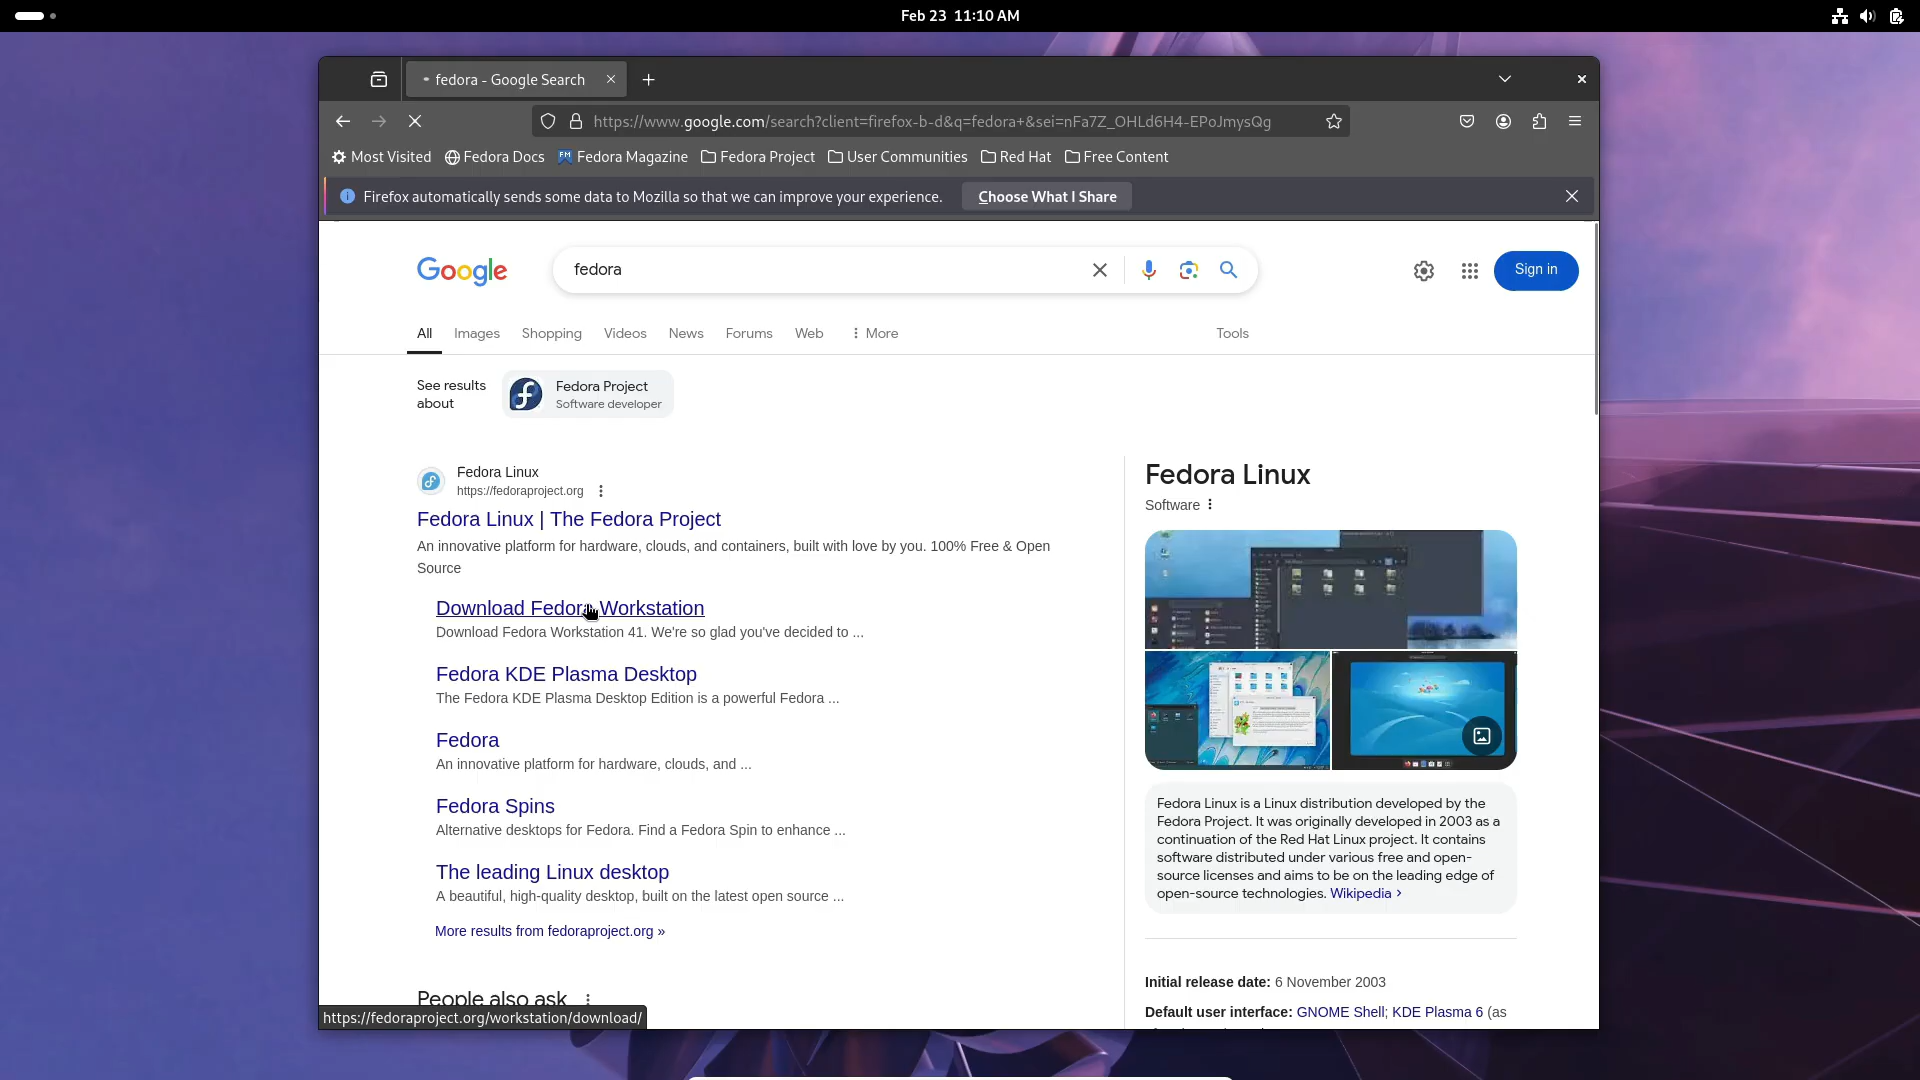 Feb 23 11:10 AM
fedora - Google Search
https://www.google.com/search?client=firefox-b-d&q=fedora+&sei=nFa7Z_OHLd6H4-EPoJmysQg
Most Visited Fedora Docs Fedora Magazine Fedora Project User Communities Red Hat Free Content
Firefox automatically sends some data to Mozilla so that we can improve your experience. Choose What I Share
Google fedora Sign in
All Images Shopping Videos News Forums Web More Tools
See results
about
Fedora Project
Software developer
Fedora Linux
https://fedoraproject.org
Fedora Linux | The Fedora Project
An innovative platform for hardware, clouds, and containers, built with love by you. 100% Free & Open
Source
Download Fedora Workstation
Download Fedora Workstation 41. We're so glad you've decided to ...
Fedora KDE Plasma Desktop
The Fedora KDE Plasma Desktop Edition is a powerful Fedora ...
Fedora
An innovative platform for hardware, clouds, and ...
Fedora Spins
Alternative desktops for Fedora. Find a Fedora Spin to enhance ...
The leading Linux desktop
A beautiful, high-quality desktop, built on the latest open source ...
More results from fedoraproject.org »
People also ask
https://fedoraproject.org/workstation/download/
Fedora Linux
Software
Fedora Linux is a Linux distribution developed by the
Fedora Project. It was originally developed in 2003 as a
continuation of the Red Hat Linux project. It contains
software distributed under various free and open-
source licenses and aims to be on the leading edge of
open-source technologies. Wikipedia ›
Initial release date: 6 November 2003
Default user interface: GNOME Shell; KDE Plasma 6 (as